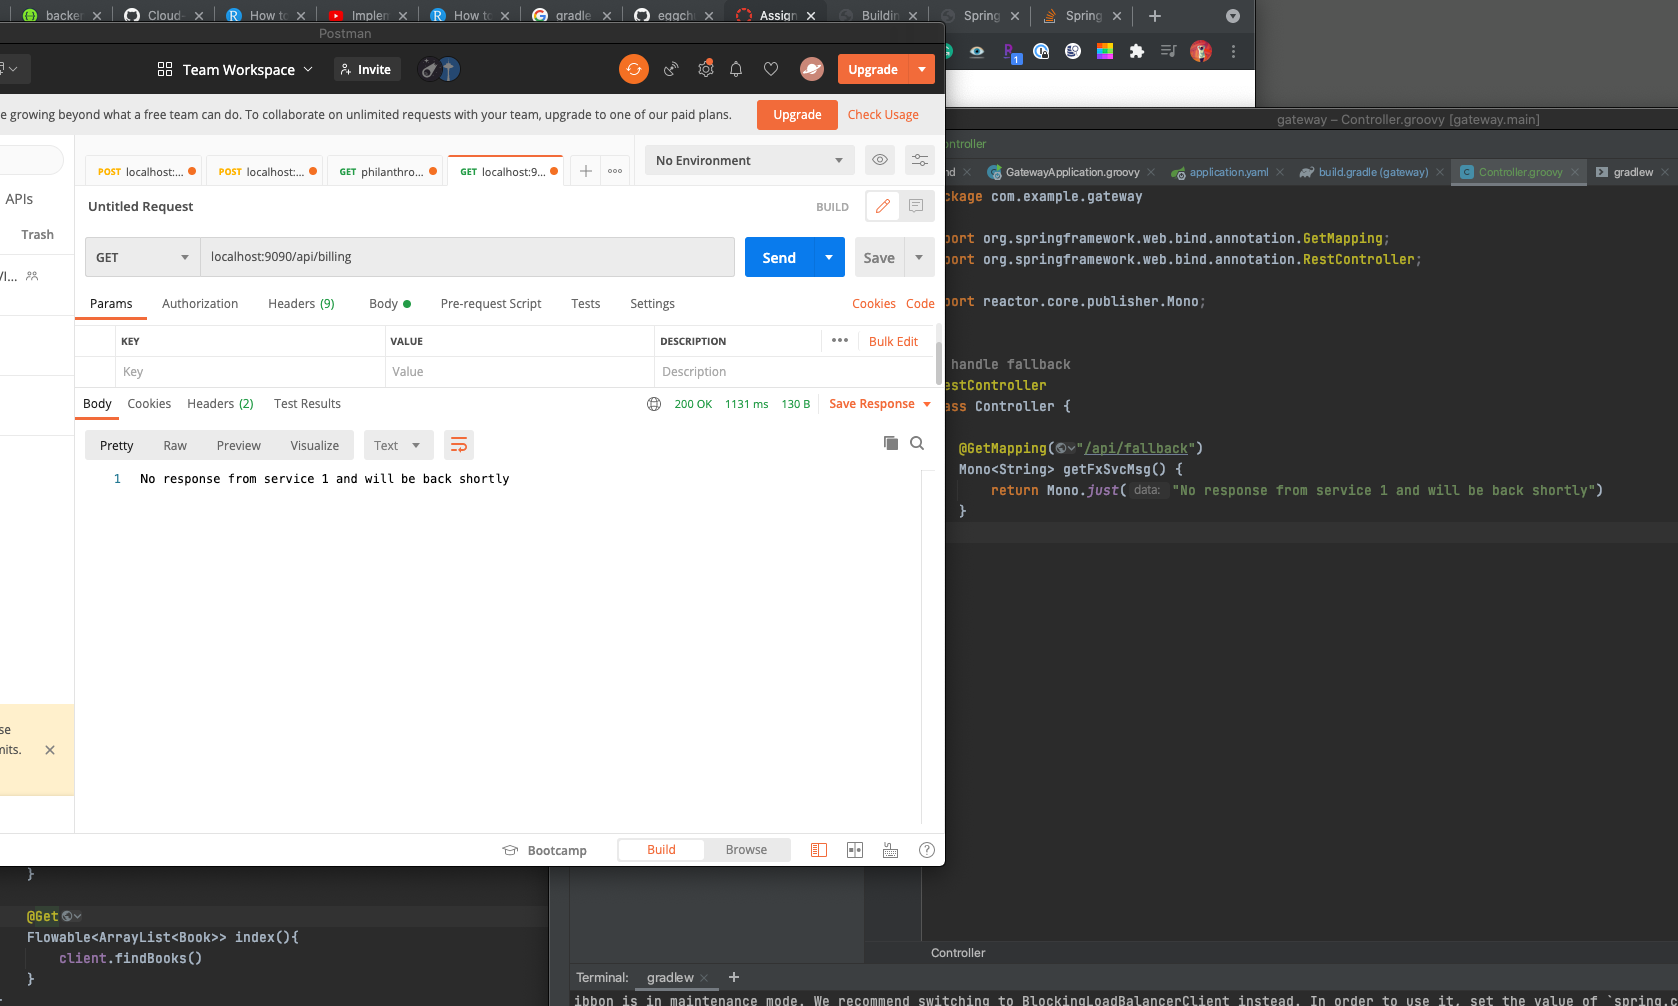 backer
Cloud-
How to
Implem
How to
gradle
eggchu
Assign
Buildin
Spring
Spring
Postman
Team Workspace
Invite
Upgrade
1
e growing beyond what a free team can do. To collaborate on unlimited requests with your team, upgrade to one of our paid plans.
Upgrade
Check Usage
gateway – Controller.groovy [gateway.main]
ontroller
POST localhost:...
POST localhost:...
GET philanthro...
GET localhost:9...
No Environment
nd
GatewayApplication.groovy
application.yaml
build.gradle (gateway)
Controller.groovy
gradlew
APIs
Trash
/I...
Untitled Request
BUILD
GET
localhost:9090/api/billing
Send
Save
Params
Authorization
Headers (9)
Body
Pre-request Script
Tests
Settings
Cookies
Code
KEY
VALUE
DESCRIPTION
Bulk Edit
Key
Value
Description
Body
Cookies
Headers (2)
Test Results
200 OK
1131 ms
130 B
Save Response
Pretty
Raw
Preview
Visualize
Text
1 No response from service 1 and will be back shortly
ckage com.example.gateway
port org.springframework.web.bind.annotation.GetMapping;
port org.springframework.web.bind.annotation.RestController;
port reactor.core.publisher.Mono;
handle fallback
estController
ass Controller {
@GetMapping("/api/fallback")
Mono<String> getFxSvcMsg() {
return Mono.just( data: "No response from service 1 and will be back shortly")
}
se
mits.
Bootcamp
Build
Browse
}
@Get
Flowable<ArrayList<Book>> index(){
client.findBooks()
}
Controller
Terminal:
gradlew
ibbon is in maintenance mode. We recommend switching to BlockingLoadBalancerClient instead. In order to use it, set the value of `spring.c